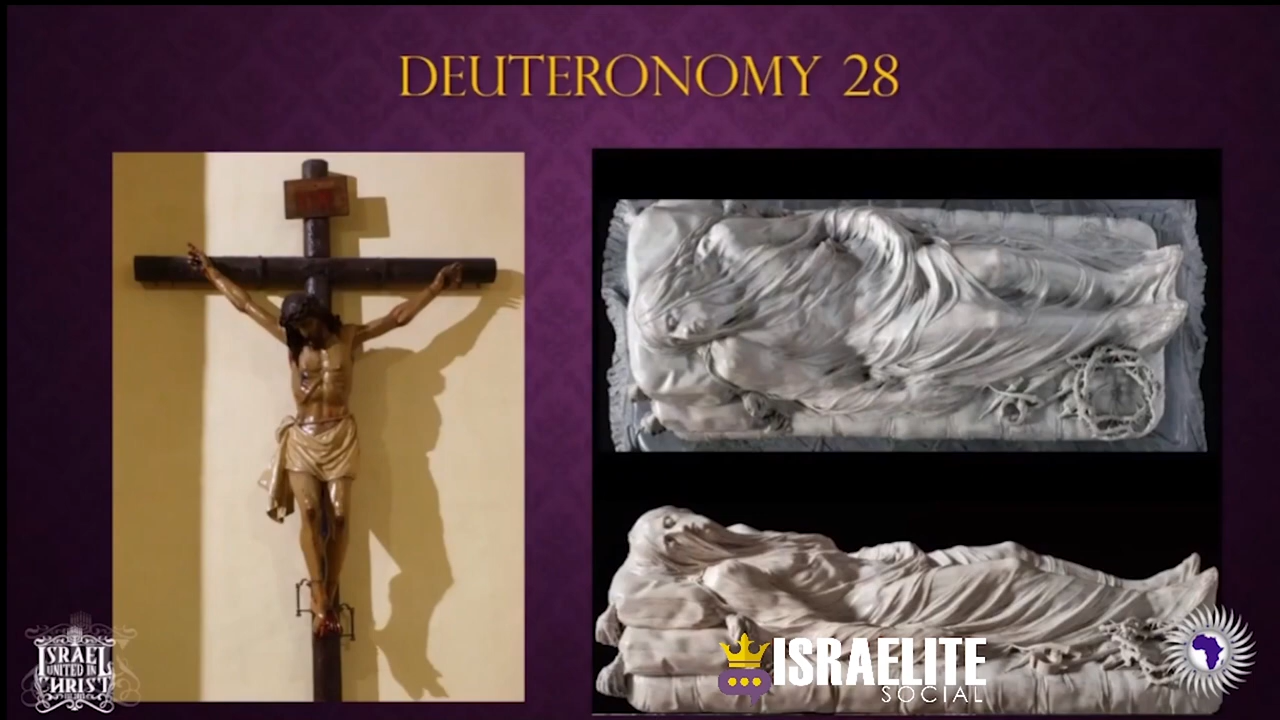 DEUTERONOMY 28
ISRAEL
UNITED IN
CHRIST
ISRAELITE
SOCIAL